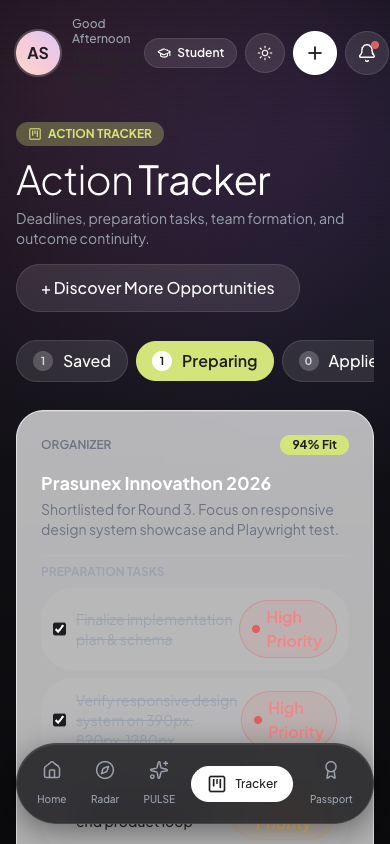 AS
Good
Afternoon
Student
ACTION TRACKER
Action Tracker
Deadlines, preparation tasks, team formation, and
outcome continuity.
+ Discover More Opportunities
1 Saved
1 Preparing
0 Applie
ORGANIZER
94% Fit
Prasunex Innovathon 2026
Shortlisted for Round 3. Focus on responsive
design system showcase and Playwright test.
PREPARATION TASKS
Finalize implementation
plan & schema
High
Priority
Verify responsive design
system on 390px,
820px, 1280px
High
Priority
Home
Radar
PULSE
Tracker
Passport
end product loop
Priority